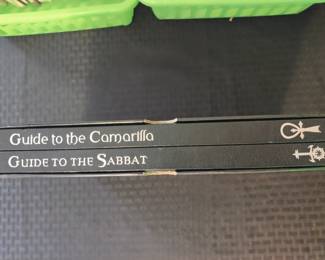 Guide to the Camarilla
GUIDE TO THE SABBAT